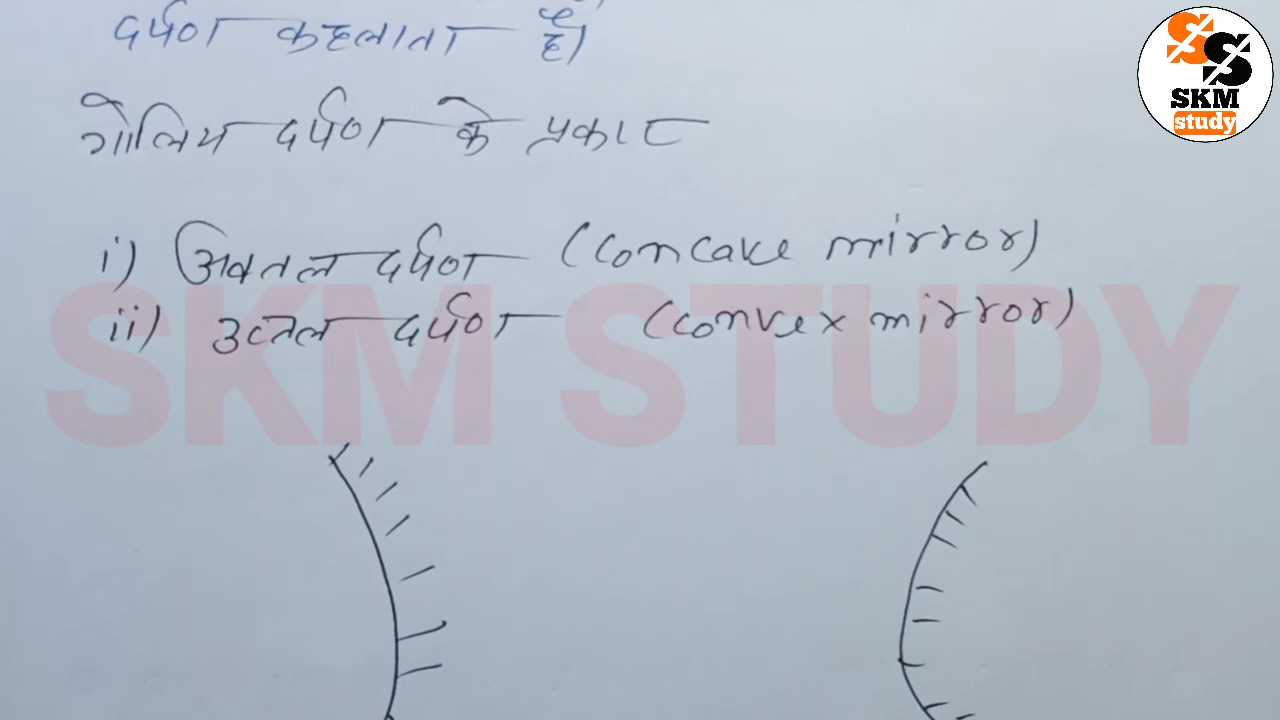 दर्पण कहलाता है।
गोलिय दर्पण के प्रकार
i) अवतल दर्पण (Concave mirror)
ii) उत्तल दर्पण (convex mirror)
SKM STUDY
SS
SKM
study